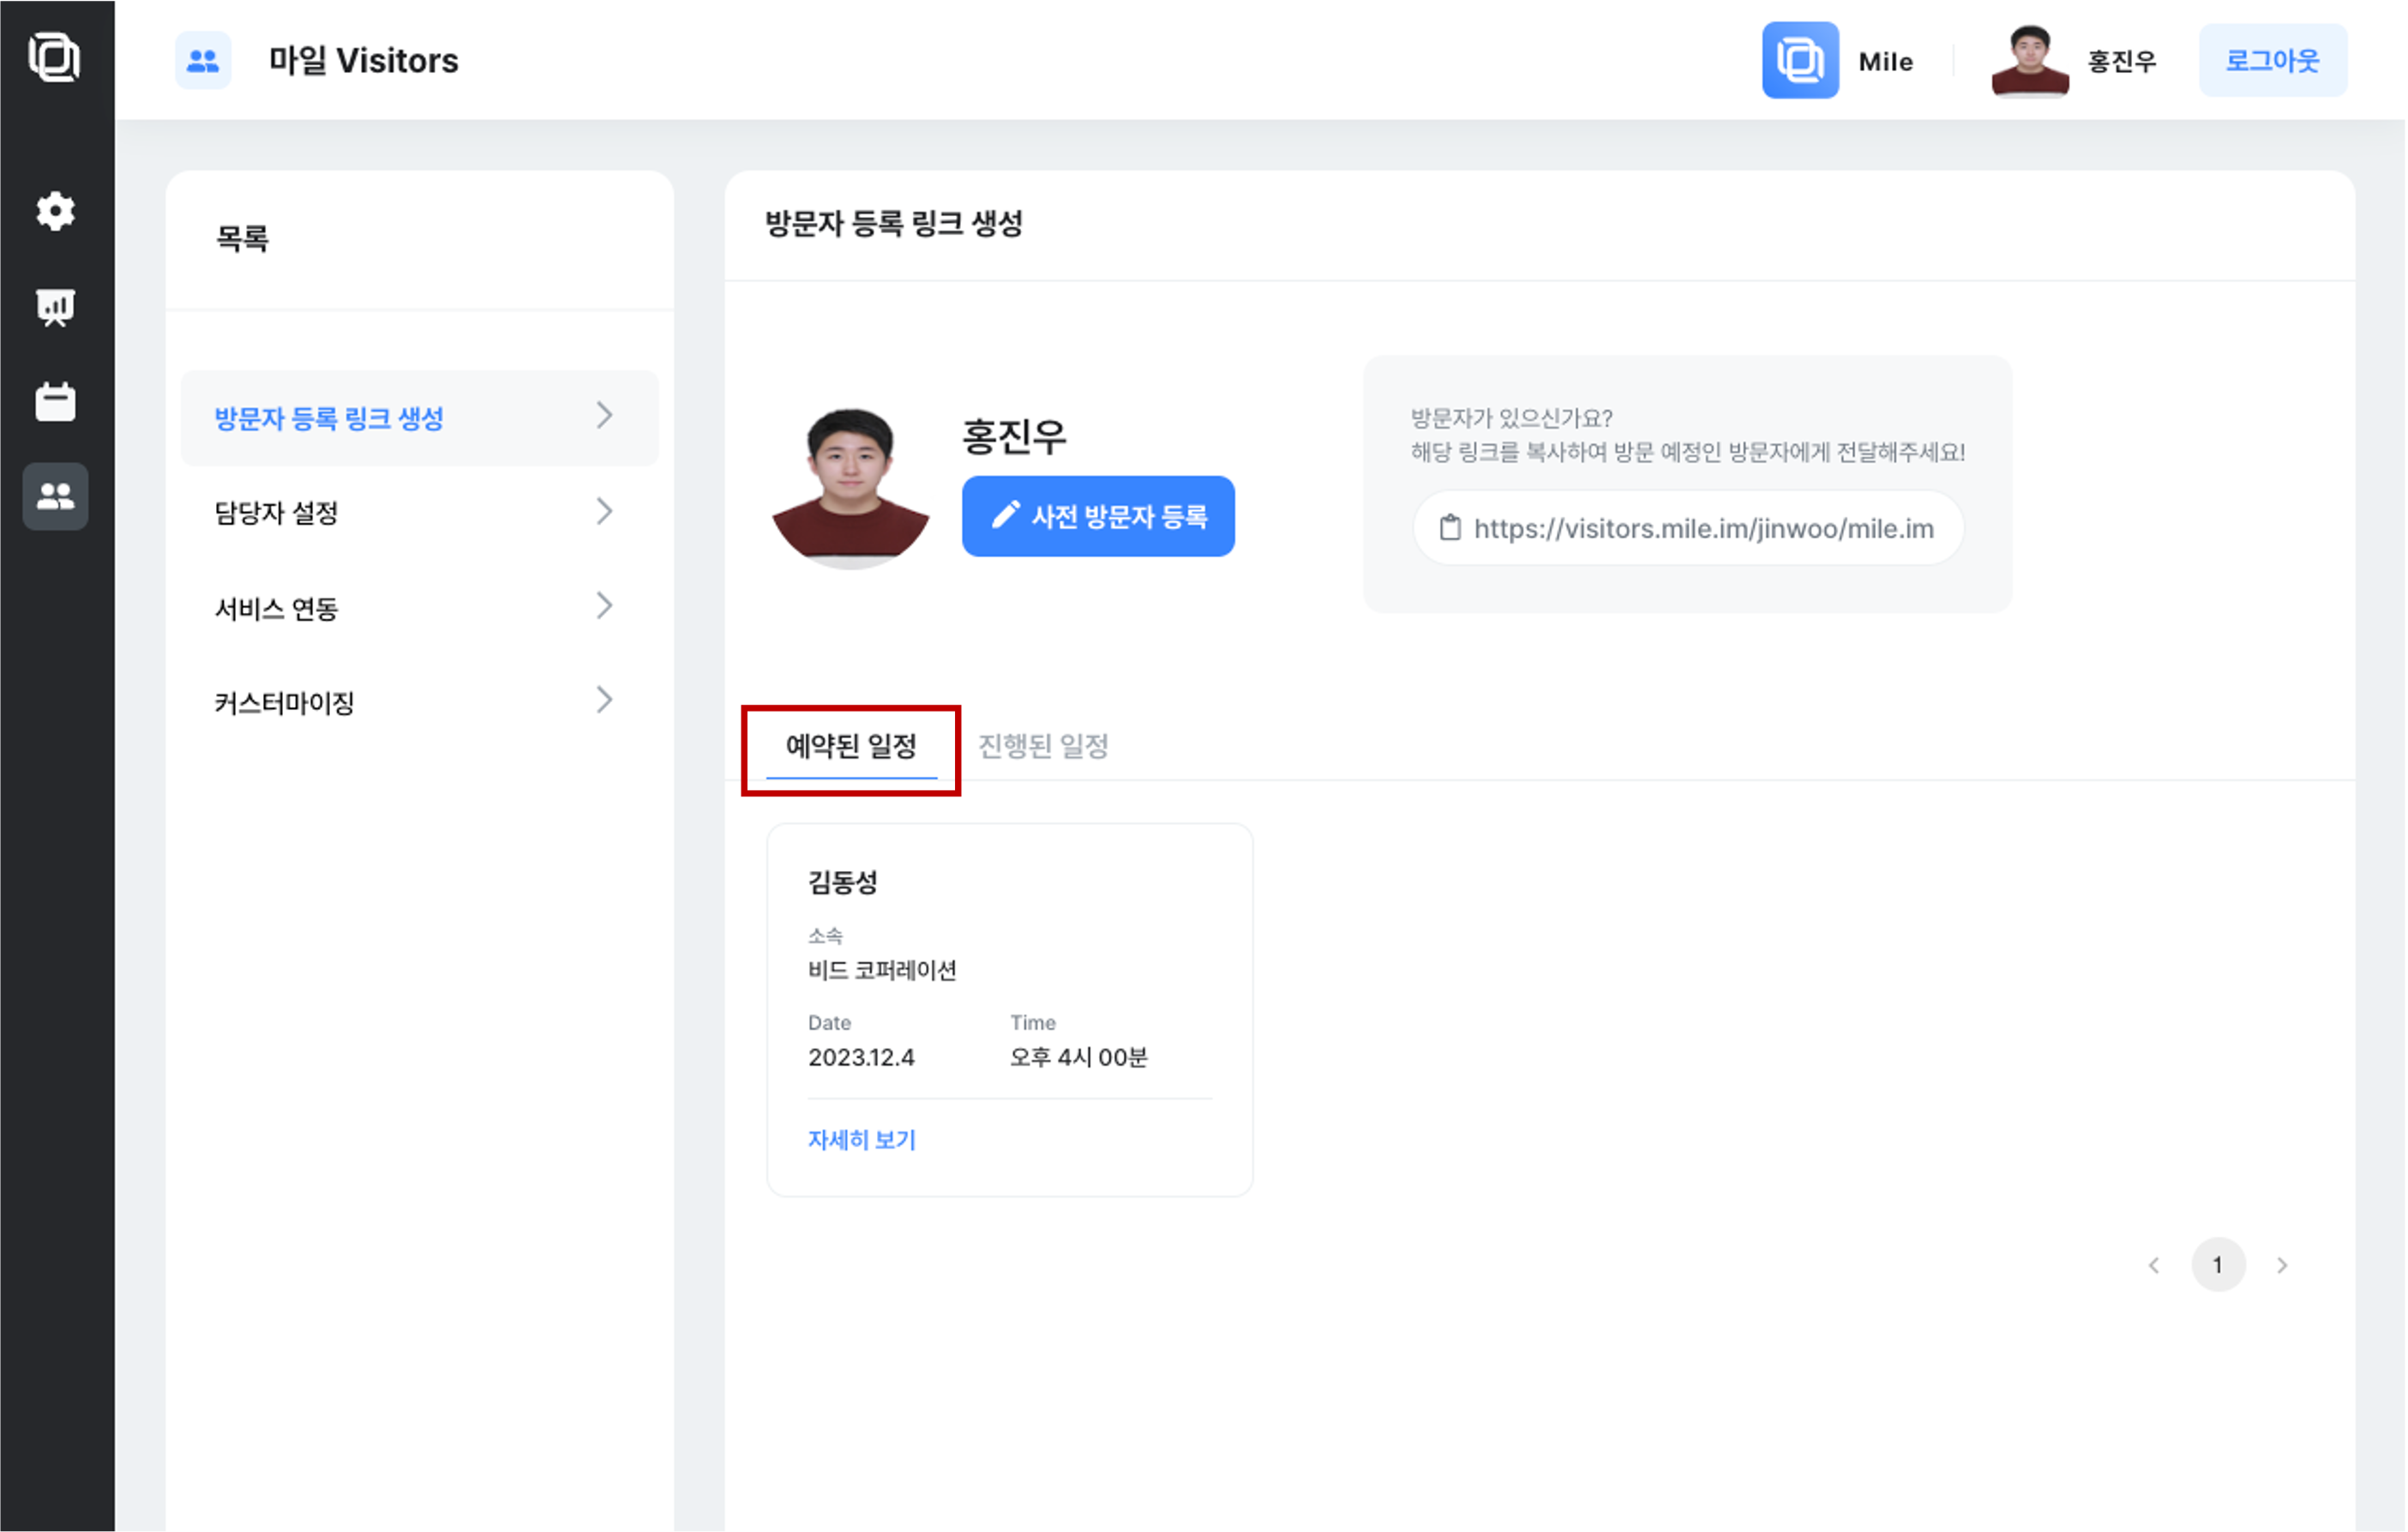 마일 Visitors
Mile
홍진우
로그아웃
목록
방문자 등록 링크 생성
담당자 설정
서비스 연동
커스터마이징
방문자 등록 링크 생성
홍진우
사전 방문자 등록
방문자가 있으신가요?
해당 링크를 복사하여 방문 예정인 방문자에게 전달해주세요!
https://visitors.mile.im/jinwoo/mile.im
예약된 일정
진행된 일정
김동성
소속
비드 코퍼레이션
Date
Time
2023.12.4
오후 4시 00분
자세히 보기
1